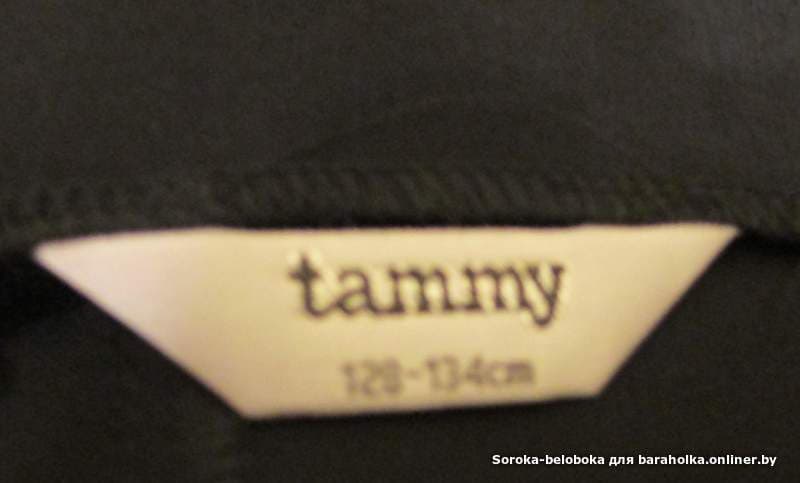 tammy
128-134cm
Soroka-beloboka для baraholka.onliner.by